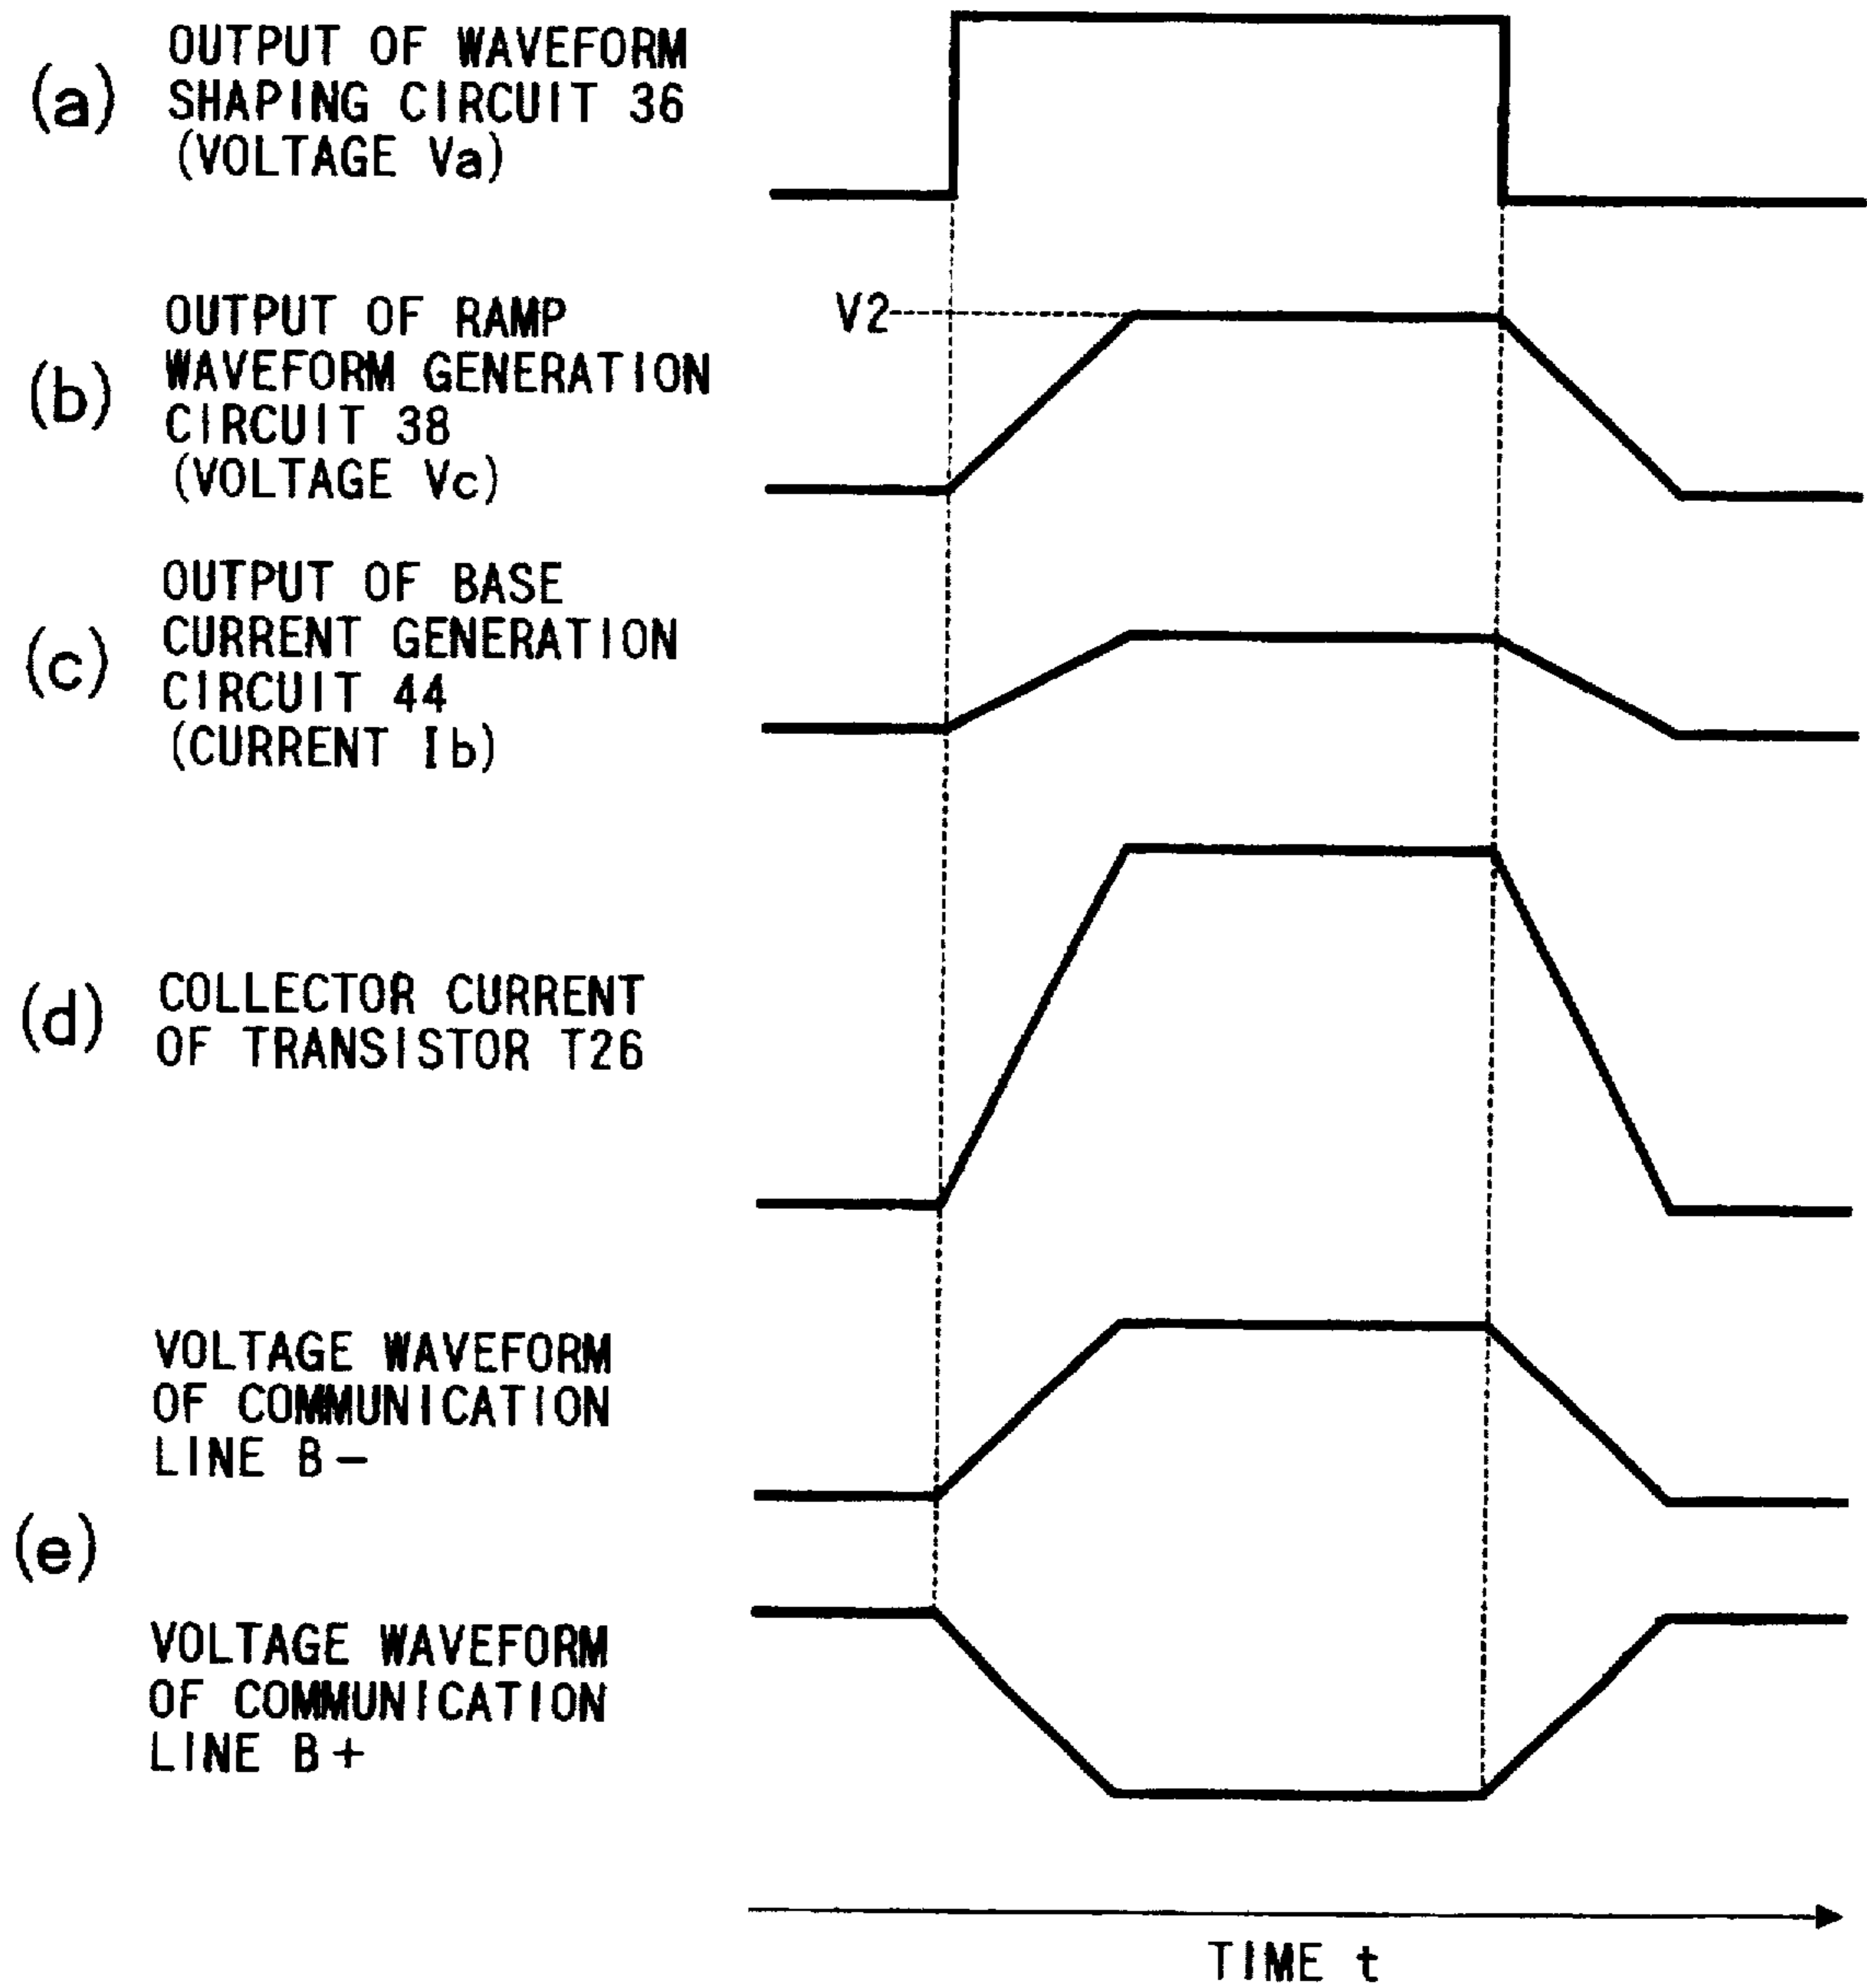 (a)
OUTPUT OF WAVEFORM
SHAPING CIRCUIT 36
(VOLTAGE Va)
(b)
OUTPUT OF RAMP
WAVEFORM GENERATION
CIRCUIT 38
(VOLTAGE Vc)
V2
(c)
OUTPUT OF BASE
CURRENT GENERATION
CIRCUIT 44
(CURRENT Ib)
(d)
COLLECTOR CURRENT
OF TRANSISTOR T26
(e)
VOLTAGE WAVEFORM
OF COMMUNICATION
LINE B-
VOLTAGE WAVEFORM
OF COMMUNICATION
LINE B+
TIME t